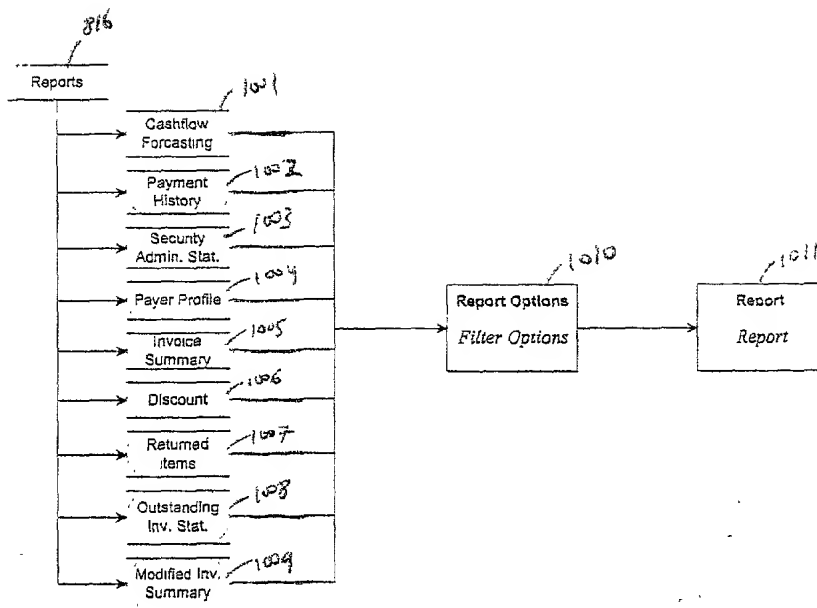 816
Reports
1001
Cashflow
Forcasting
1002
Payment
History
1003
Security
Admin. Stat.
1004
Payer Profile
1005
Invoice
Summary
1006
Discount
1007
Returned
Items
1008
Outstanding
Inv. Stat.
1009
Modified Inv.
Summary
1010
Report Options
Filter Options
1011
Report
Report